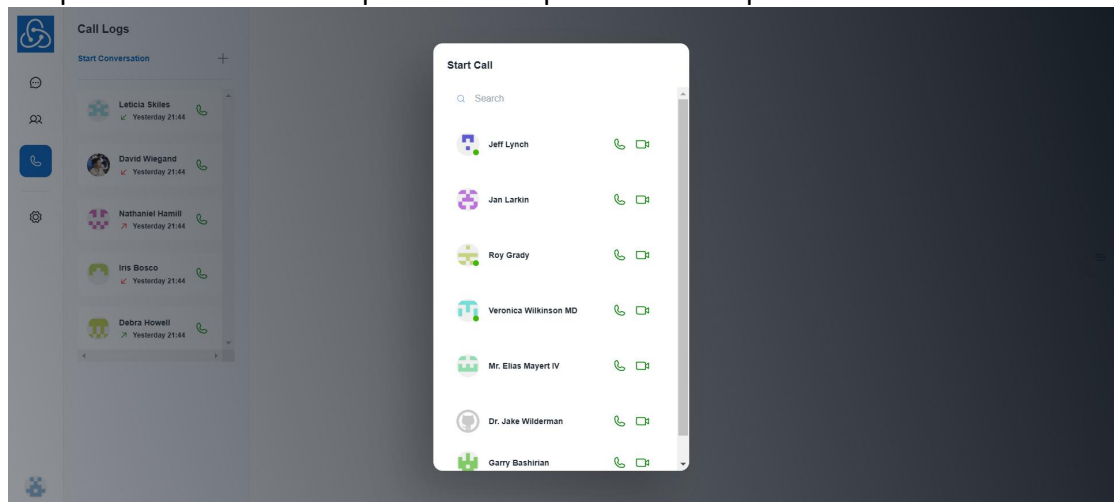 Call Logs
Start Conversation
Leticia Skiles
Yesterday 21:44
David Wiegand
Yesterday 21:44
Nathaniel Hamill
Yesterday 21:44
Iris Bosco
Yesterday 21:44
Debra Howell
Yesterday 21:44
Start Call
Search
Jeff Lynch
Jan Larkin
Roy Grady
Veronica Wilkinson MD
Mr. Elias Mayert IV
Dr. Jake Wilderman
Garry Bashirian